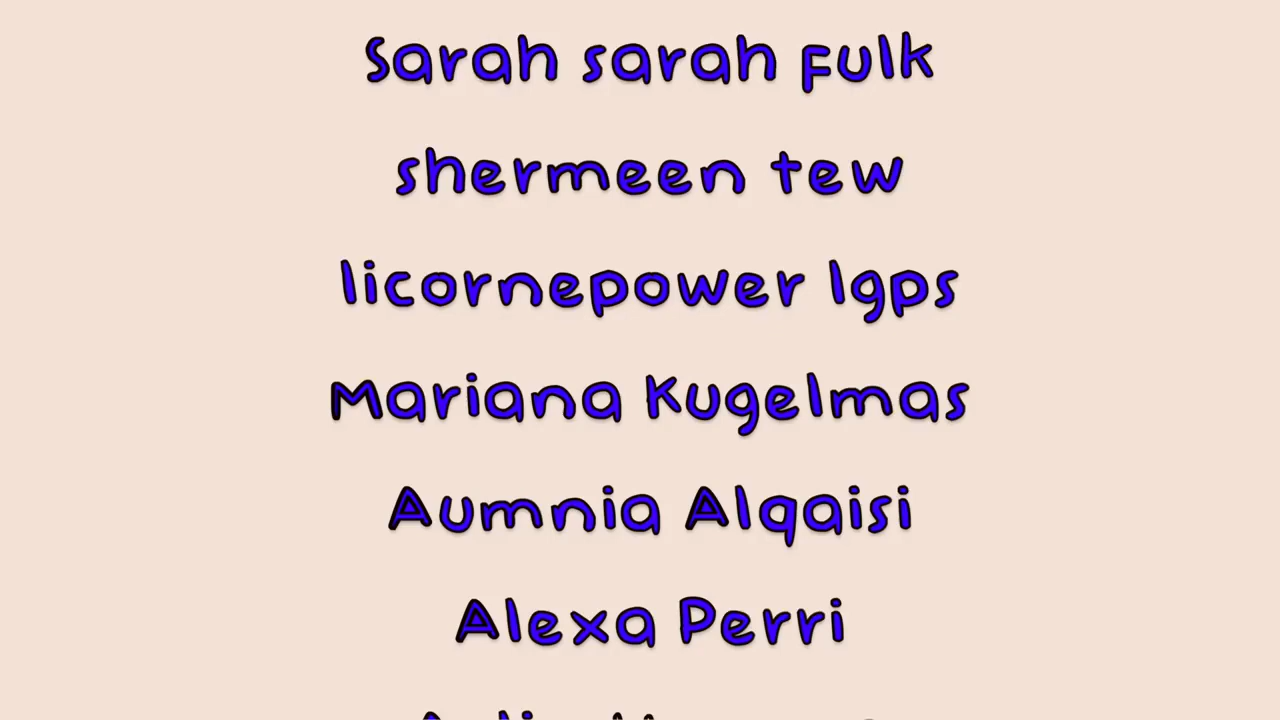 Sarah sarah Fulk
shermeen tew
licornepower lgps
Mariana Kugelmas
Aumnia Alqaisi
Alexa Perri